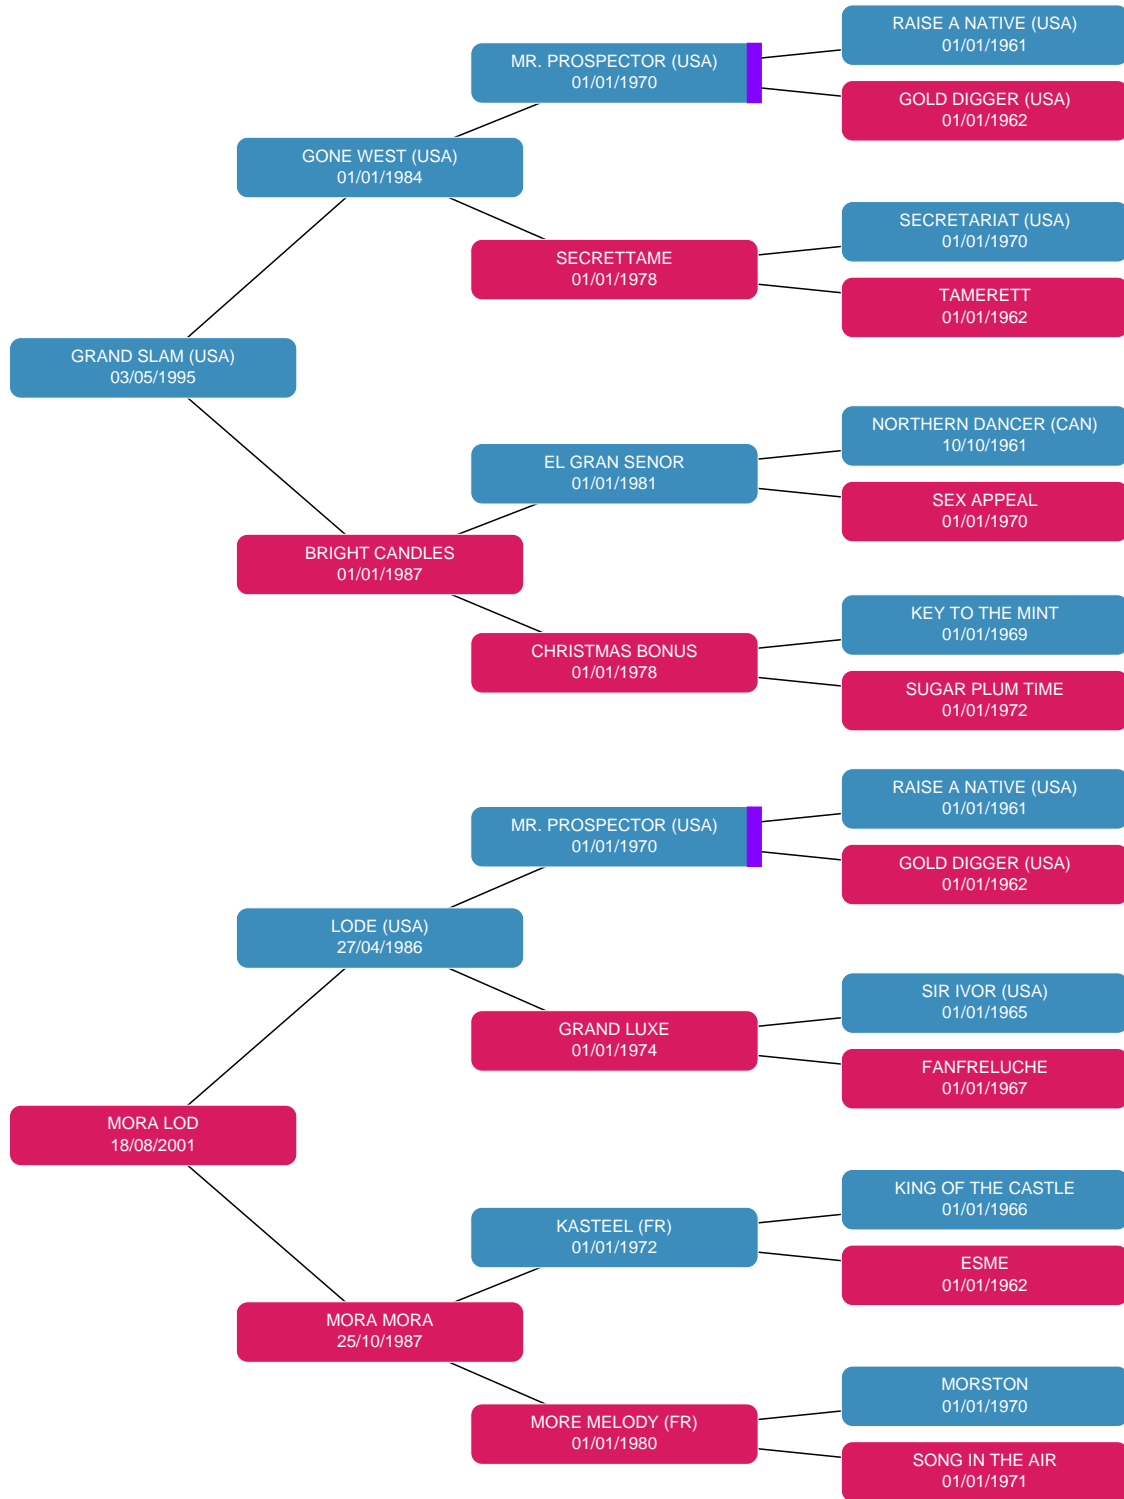 RAISE A NATIVE (USA)
01/01/1961
MR. PROSPECTOR (USA)
01/01/1970
GOLD DIGGER (USA)
01/01/1962
GONE WEST (USA)
01/01/1984
SECRETARIAT (USA)
01/01/1970
SECRETTAME
01/01/1978
TAMERETT
01/01/1962
GRAND SLAM (USA)
03/05/1995
NORTHERN DANCER (CAN)
10/10/1961
EL GRAN SENOR
01/01/1981
SEX APPEAL
01/01/1970
BRIGHT CANDLES
01/01/1987
KEY TO THE MINT
01/01/1969
CHRISTMAS BONUS
01/01/1978
SUGAR PLUM TIME
01/01/1972
RAISE A NATIVE (USA)
01/01/1961
MR. PROSPECTOR (USA)
01/01/1970
GOLD DIGGER (USA)
01/01/1962
LODE (USA)
27/04/1986
SIR IVOR (USA)
01/01/1965
GRAND LUXE
01/01/1974
FANFRELUCHE
01/01/1967
MORA LOD
18/08/2001
KING OF THE CASTLE
01/01/1966
KASTEEL (FR)
01/01/1972
ESME
01/01/1962
MORA MORA
25/10/1987
MORSTON
01/01/1970
MORE MELODY (FR)
01/01/1980
SONG IN THE AIR
01/01/1971